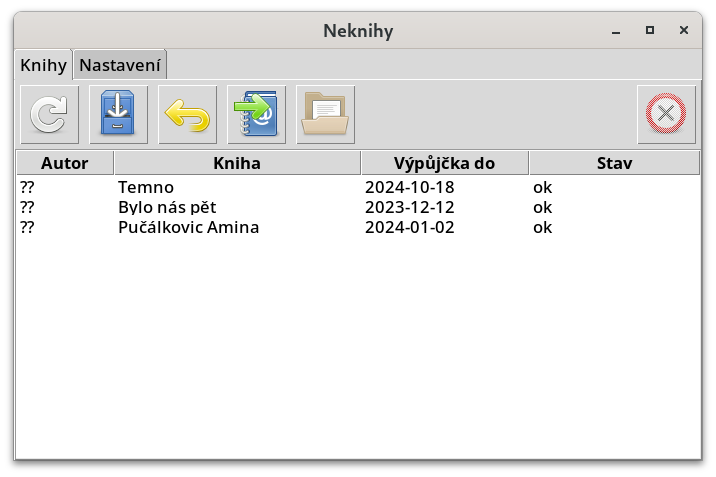 Neknihy
Knihy Nastavení
Autor Kniha Výpůjčka do Stav
?? Temno 2024-10-18 ok
?? Bylo nás pět 2023-12-12 ok
?? Pučálkovic Amina 2024-01-02 ok